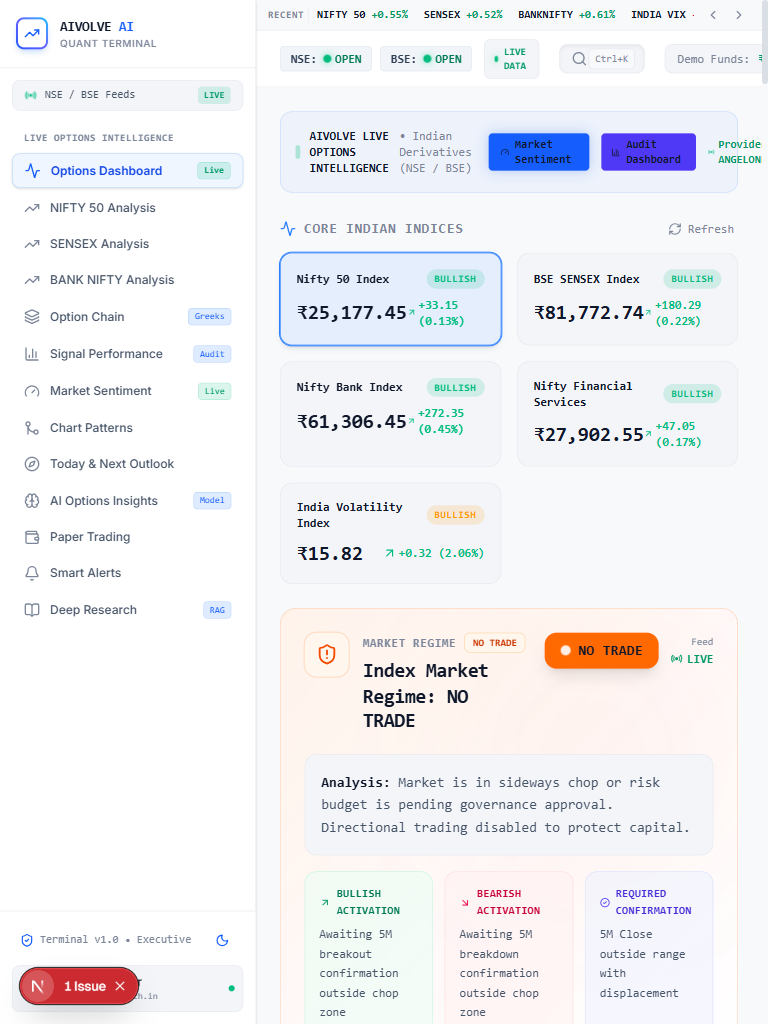 AIVOLVE AI
QUANT TERMINAL
NSE / BSE Feeds LIVE
LIVE OPTIONS INTELLIGENCE
Options Dashboard Live
NIFTY 50 Analysis
SENSEX Analysis
BANK NIFTY Analysis
Option Chain Greeks
Signal Performance Audit
Market Sentiment Live
Chart Patterns
Today & Next Outlook
AI Options Insights Model
Paper Trading
Smart Alerts
Deep Research RAG
Terminal v1.0 • Executive
N 1 Issue
RECENT NIFTY 50 +0.55% SENSEX +0.52% BANKNIFTY +0.61% INDIA VIX
NSE: OPEN BSE: OPEN LIVE DATA Ctrl+K Demo Funds:
AIVOLVE LIVE
OPTIONS
INTELLIGENCE
• Indian
Derivatives
(NSE / BSE)
Market
Sentiment
Audit
Dashboard
Provide
ANGELON
CORE INDIAN INDICES Refresh
Nifty 50 Index BULLISH
₹25,177.45 +33.15
(0.13%)
BSE SENSEX Index BULLISH
₹81,772.74 +180.29
(0.22%)
Nifty Bank Index BULLISH
₹61,306.45 +272.35
(0.45%)
Nifty Financial
Services BULLISH
₹27,902.55 +47.05
(0.17%)
India Volatility
Index BULLISH
₹15.82 +0.32 (2.06%)
MARKET REGIME NO TRADE
Index Market
Regime: NO
TRADE
NO TRADE
Feed
LIVE
Analysis: Market is in sideways chop or risk
budget is pending governance approval.
Directional trading disabled to protect capital.
BULLISH
ACTIVATION
Awaiting 5M
breakout
confirmation
outside chop
zone
BEARISH
ACTIVATION
Awaiting 5M
breakdown
confirmation
outside chop
zone
REQUIRED
CONFIRMATION
5M Close
outside range
with
displacement